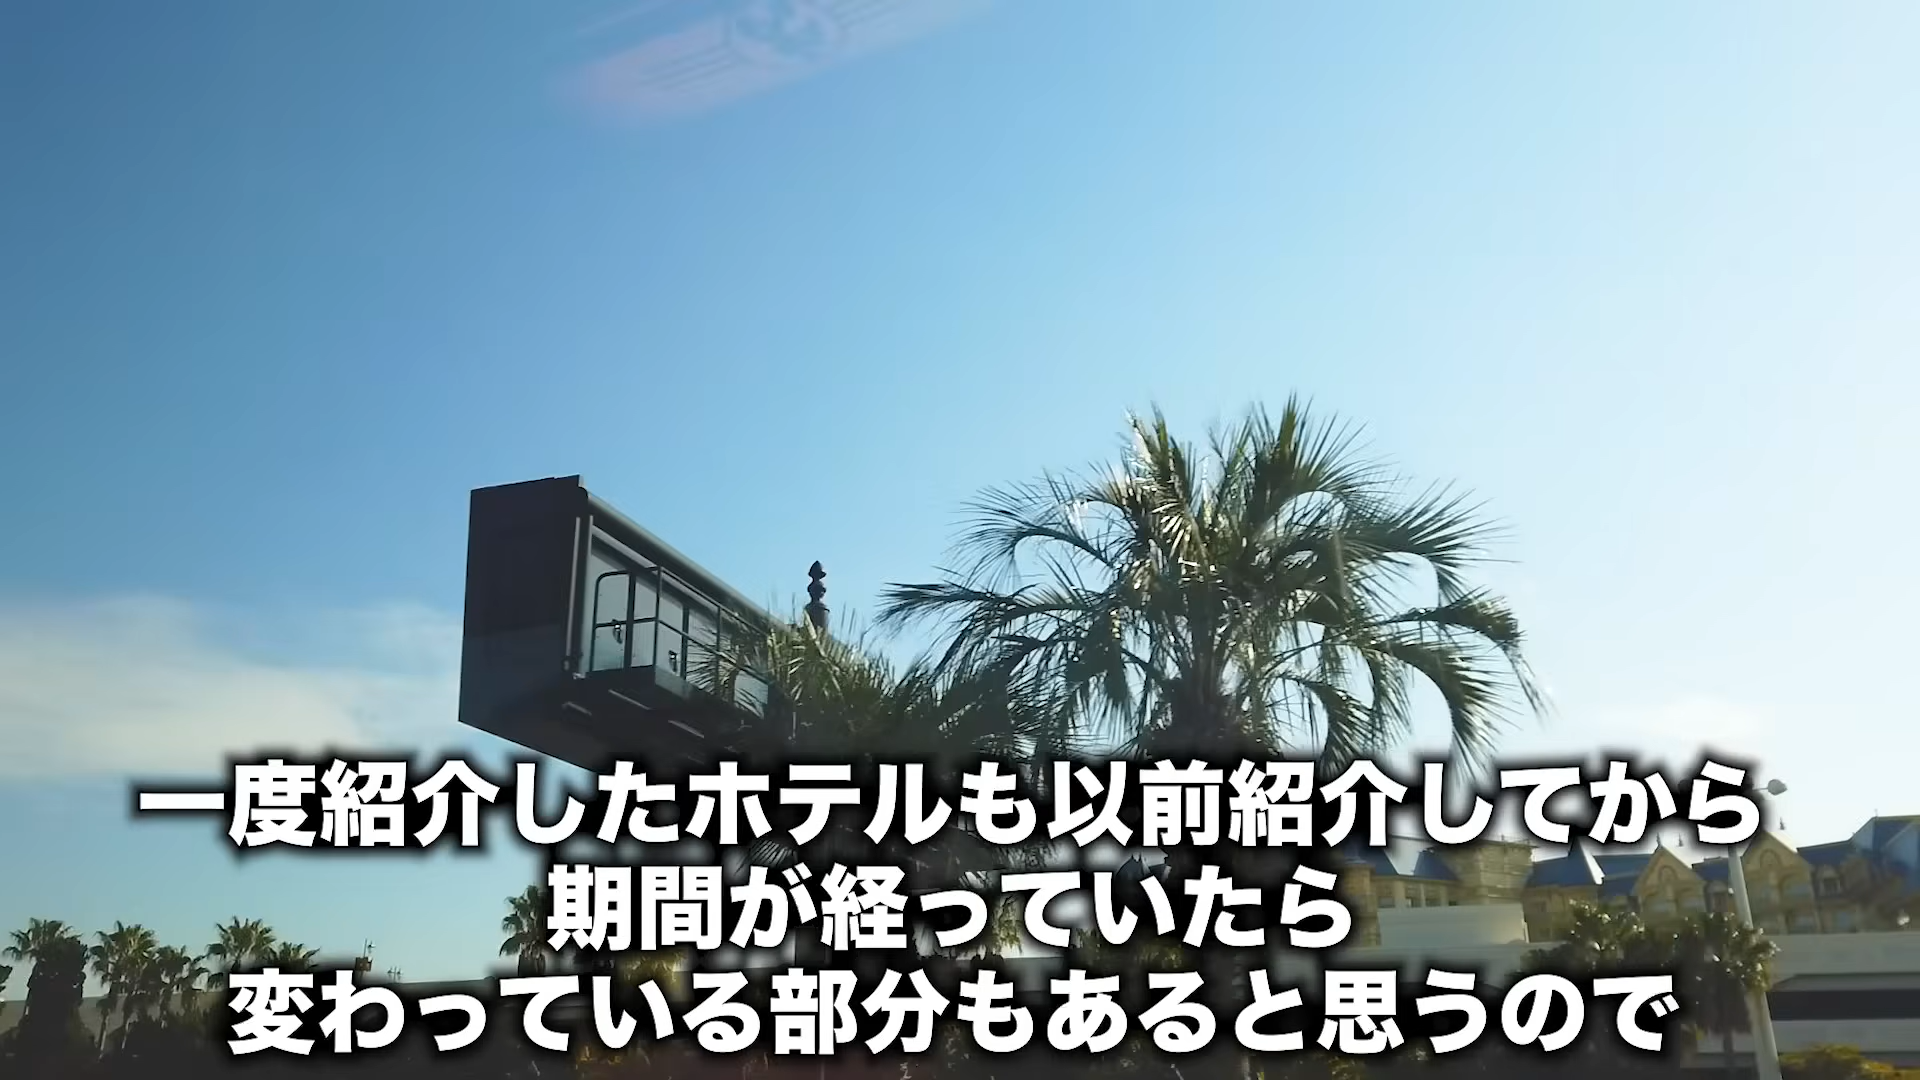 一度紹介したホテルも以前紹介してから
期間が経っていたら
変わっている部分もあると思うので